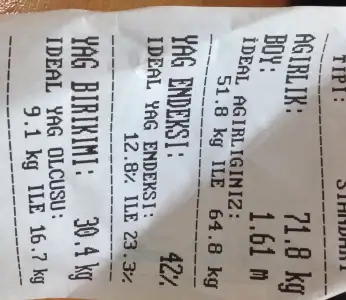 TIPI: STANDART
AGIRLIK: 71.8 kg
BOY: 1.61 m
IDEAL AGIRLIGINIZ:
51.8 kg ILE 64.8 kg
YAG ENDEKSI: 42%
IDEAL YAG ENDEKSI:
12.8% ILE 23.3%
YAG BIRIKIMI: 30.4 kg
IDEAL YAG OLCUSU:
9.1 kg ILE 16.7 kg